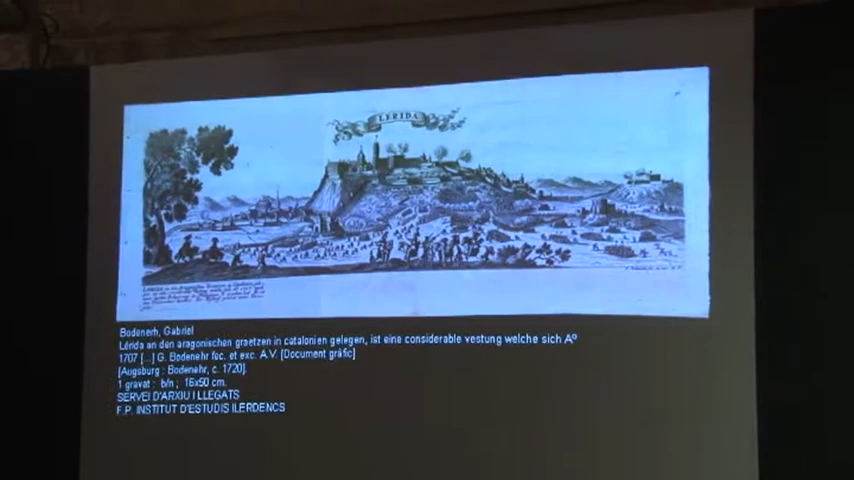 LERIDA
Bodenerh, Gabriel
Lérida an den aragonischen graetzen in catalonien gelegen, ist eine considerable vestung welche sich Aº
1707 [...] G. Bodenehr fec. et exc. A.V. [Document gràfic]
[Augsburg : Bodenehr, c. 1720].
1 gravat : b/n ; 16x50 cm.
SERVEI D'ARXIU I LLEGATS
F.P. INSTITUT D'ESTUDIS ILERDENCS